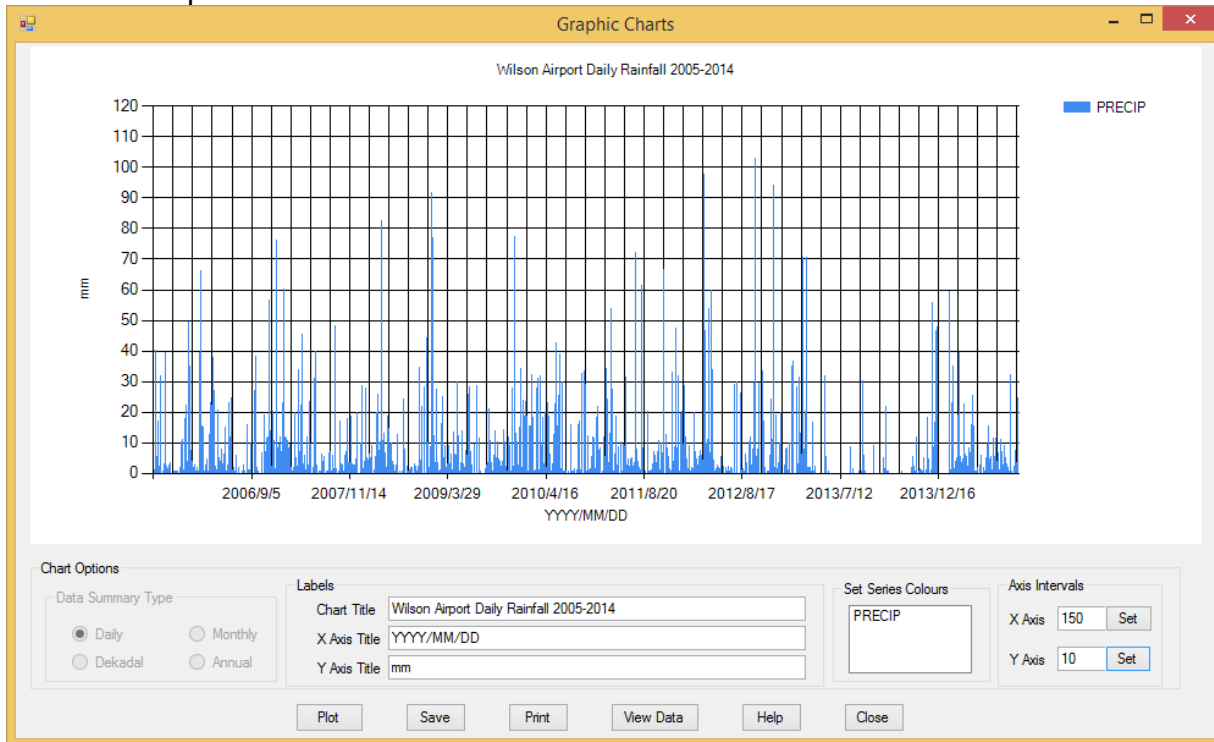 Graphic Charts
Wilson Airport Daily Rainfall 2005-2014
PRECIP
120
110
100
90
80
70
60
50
40
30
20
10
0
mm
2006/9/5 2007/11/14 2009/3/29 2010/4/16 2011/8/20 2012/8/17 2013/7/12 2013/12/16
YYYY/MM/DD
Chart Options
Data Summary Type
Daily Monthly
Dekadal Annual
Labels
Chart Title Wilson Airport Daily Rainfall 2005-2014
X Axis Title YYYY/MM/DD
Y Axis Title mm
Set Series Colours
PRECIP
Axis Intervals
X Axis 150 Set
Y Axis 10 Set
Plot Save Print View Data Help Close